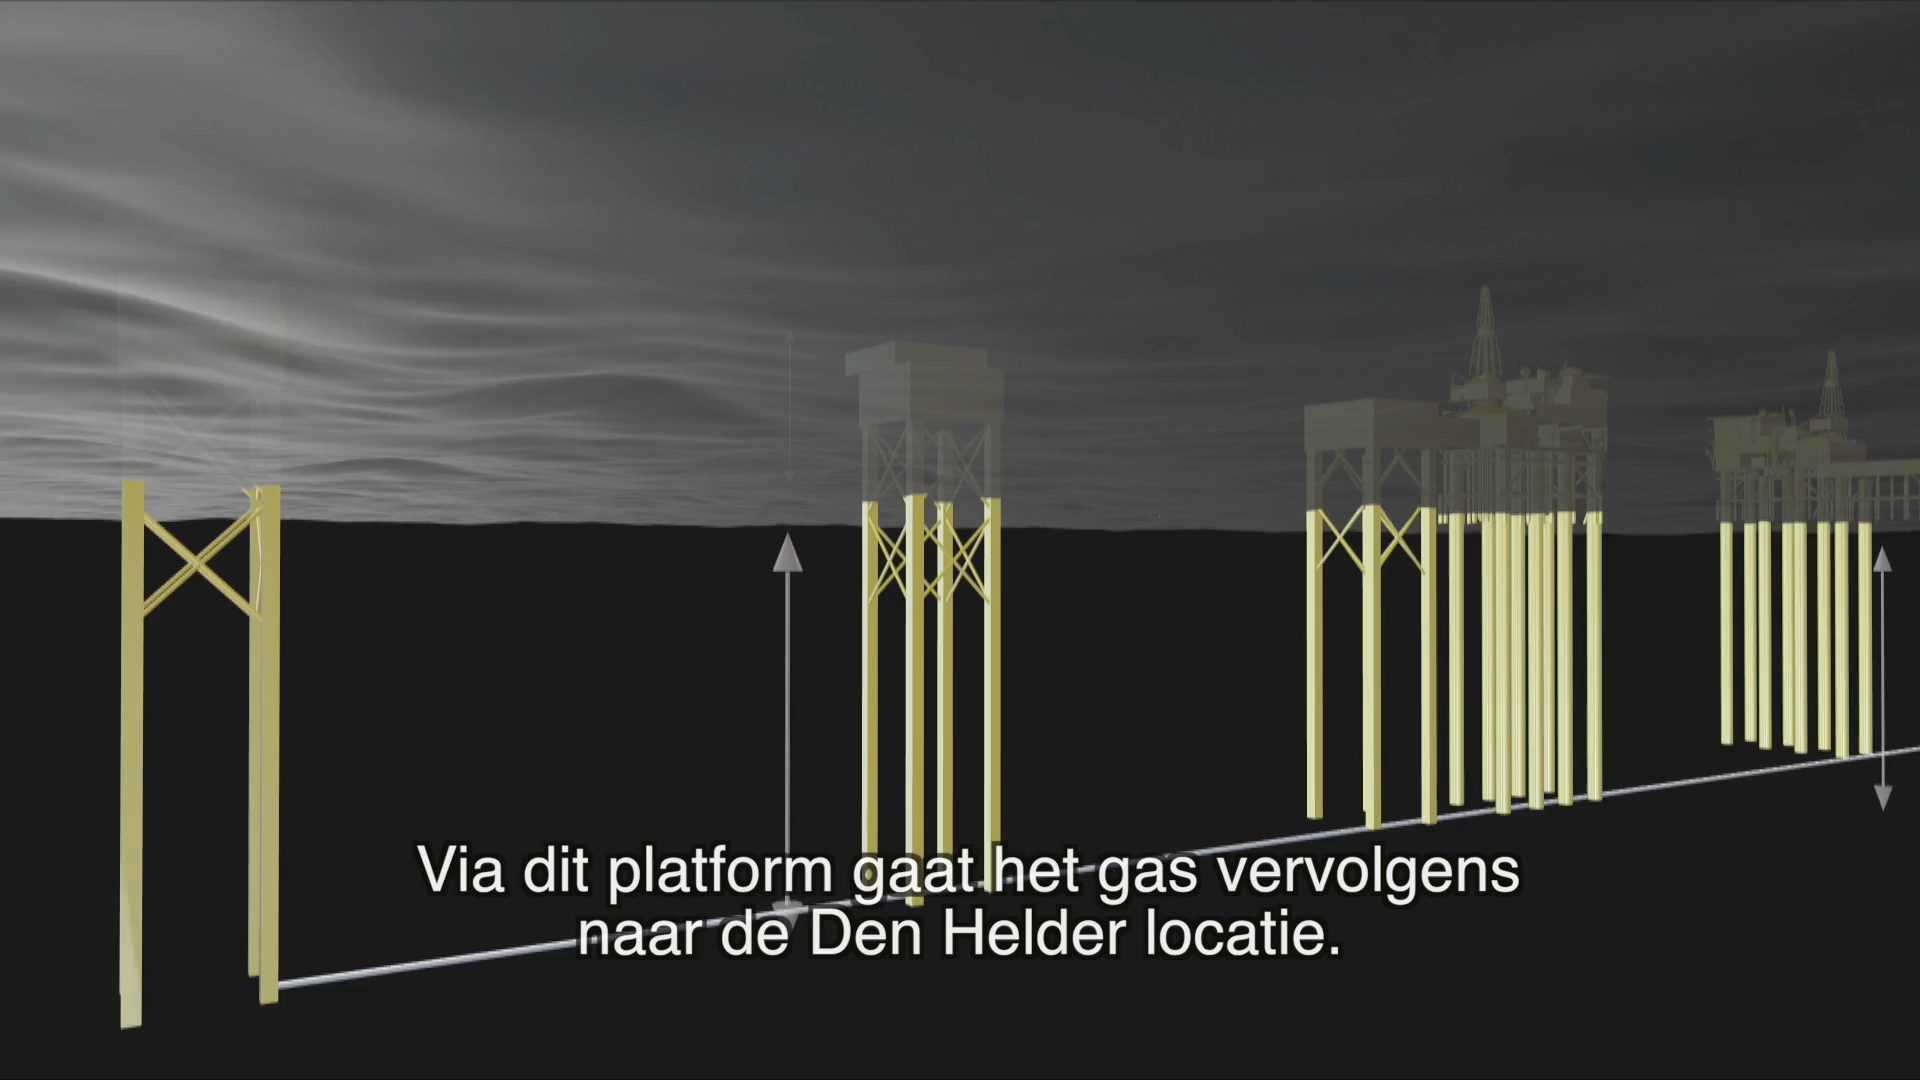 Via dit platform gaat het gas vervolgens
naar de Den Helder locatie.